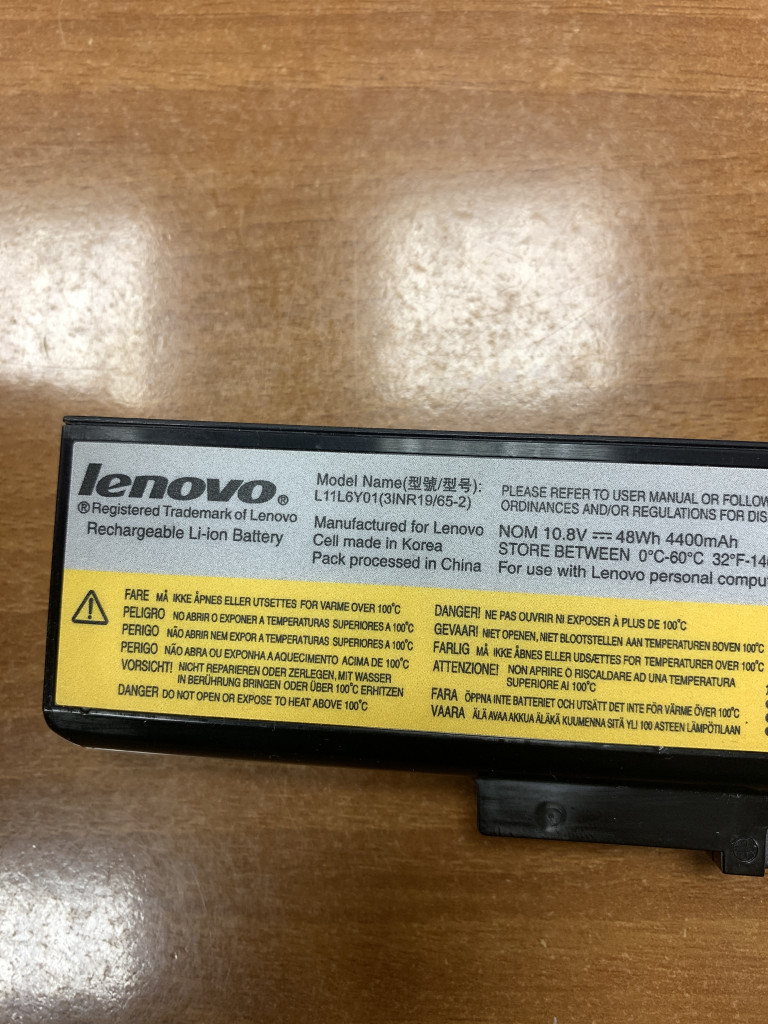 lenovo®
® Registered Trademark of Lenovo
Rechargeable Li-ion Battery
Model Name(型號/型号):
L11L6Y01(3INR19/65-2)
Manufactured for Lenovo
Cell made in Korea
Pack processed in China
PLEASE REFER TO USER MANUAL OR FOLLOW
ORDINANCES AND/OR REGULATIONS FOR DIS
NOM 10.8V ⎓ 48Wh 4400mAh
STORE BETWEEN 0°C-60°C 32°F-14
For use with Lenovo personal compu
FARE MÅ IKKE ÅPNES ELLER UTSETTES FOR VARME OVER 100°C
PELIGRO NO ABRIR O EXPONER A TEMPERATURAS SUPERIORES A 100°C
PERIGO NÃO ABRIR NEM EXPOR A TEMPERATURAS SUPERIORES A 100°C
PERIGO NÃO ABRA OU EXPONHA A AQUECIMENTO ACIMA DE 100°C
VORSICHT! NICHT REPARIEREN ODER ZERLEGEN, MIT WASSER
IN BERÜHRUNG BRINGEN ODER ÜBER 100°C ERHITZEN
DANGER DO NOT OPEN OR EXPOSE TO HEAT ABOVE 100°C
DANGER! NE PAS OUVRIR NI EXPOSER À PLUS DE 100°C
GEVAAR! NIET OPENEN, NIET BLOOTSTELLEN AAN TEMPERATUREN BOVEN 100°C
FARLIG MÅ IKKE ÅBNES ELLER UDSÆTTES FOR TEMPERATURER OVER 100°C
ATTENZIONE! NON APRIRE O RISCALDARE AD UNA TEMPERATURA
SUPERIORE AI 100°C
FARA ÖPPNA INTE BATTERIET OCH UTSÄTT DET INTE FÖR VÄRME ÖVER 100°C
VAARA ÄLÄ AVAA AKKUA ÄLÄKÄ KUUMENNA SITÄ YLI 100 ASTEEN LÄMPÖTILAAN